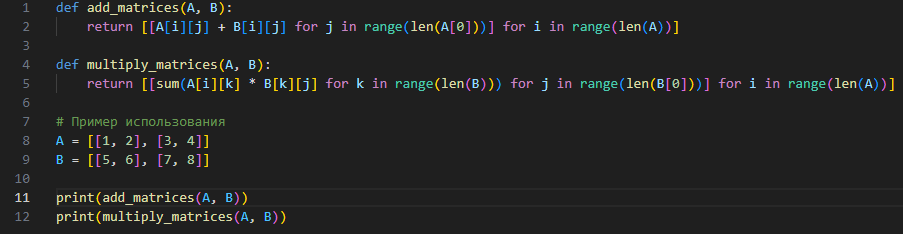 1 def add_matrices(A, B):
2     return [[A[i][j] + B[i][j] for j in range(len(A[0]))] for i in range(len(A))]
3
4 def multiply_matrices(A, B):
5     return [[sum(A[i][k] * B[k][j] for k in range(len(B))) for j in range(len(B[0]))] for i in range(len(A))]
6
7 # Пример использования
8 A = [[1, 2], [3, 4]]
9 B = [[5, 6], [7, 8]]
10
11 print(add_matrices(A, B))
12 print(multiply_matrices(A, B))